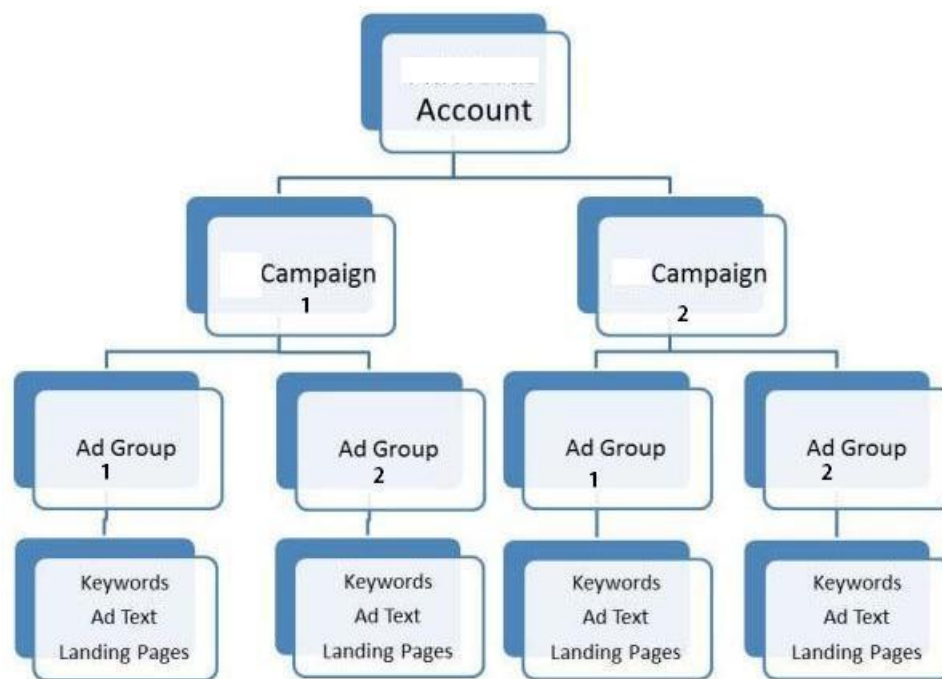 Account
Campaign
1
Campaign
2
Ad Group
1
Ad Group
2
Ad Group
1
Ad Group
2
Keywords
Ad Text
Landing Pages
Keywords
Ad Text
Landing Pages
Keywords
Ad Text
Landing Pages
Keywords
Ad Text
Landing Pages